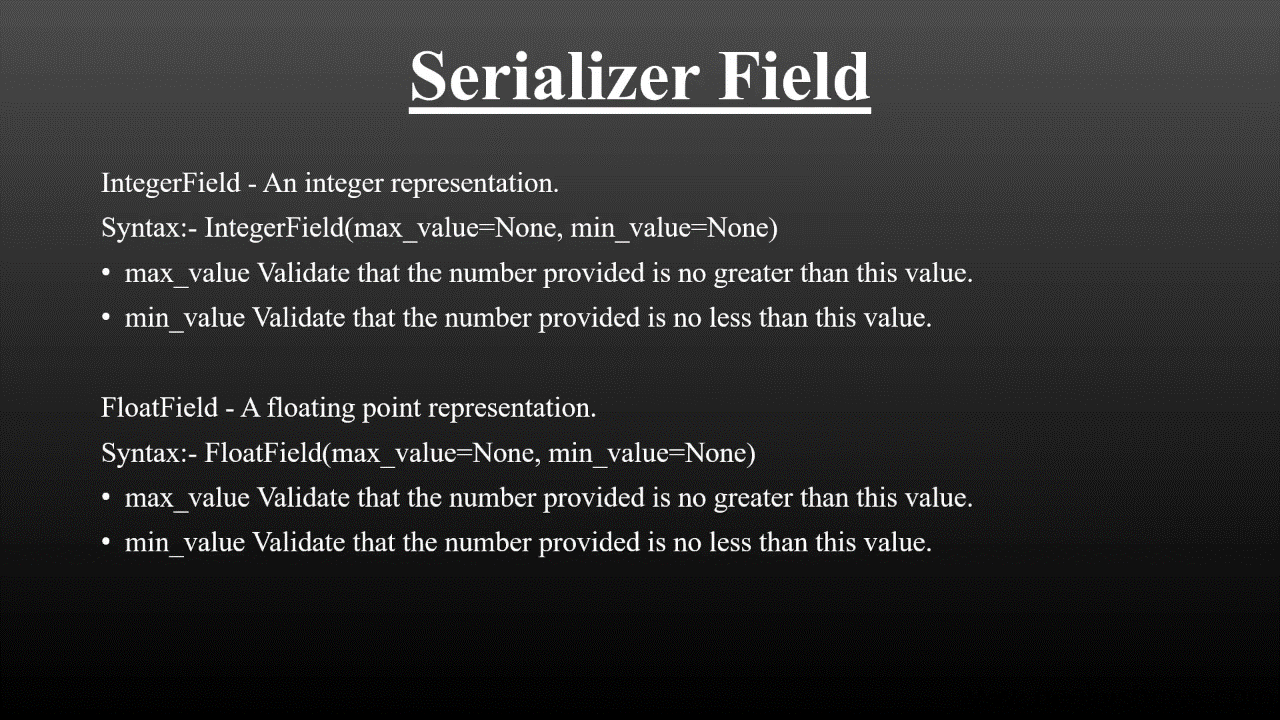 Serializer Field
IntegerField - An integer representation.
Syntax:- IntegerField(max_value=None, min_value=None)
• max_value Validate that the number provided is no greater than this value.
• min_value Validate that the number provided is no less than this value.
FloatField - A floating point representation.
Syntax:- FloatField(max_value=None, min_value=None)
• max_value Validate that the number provided is no greater than this value.
• min_value Validate that the number provided is no less than this value.